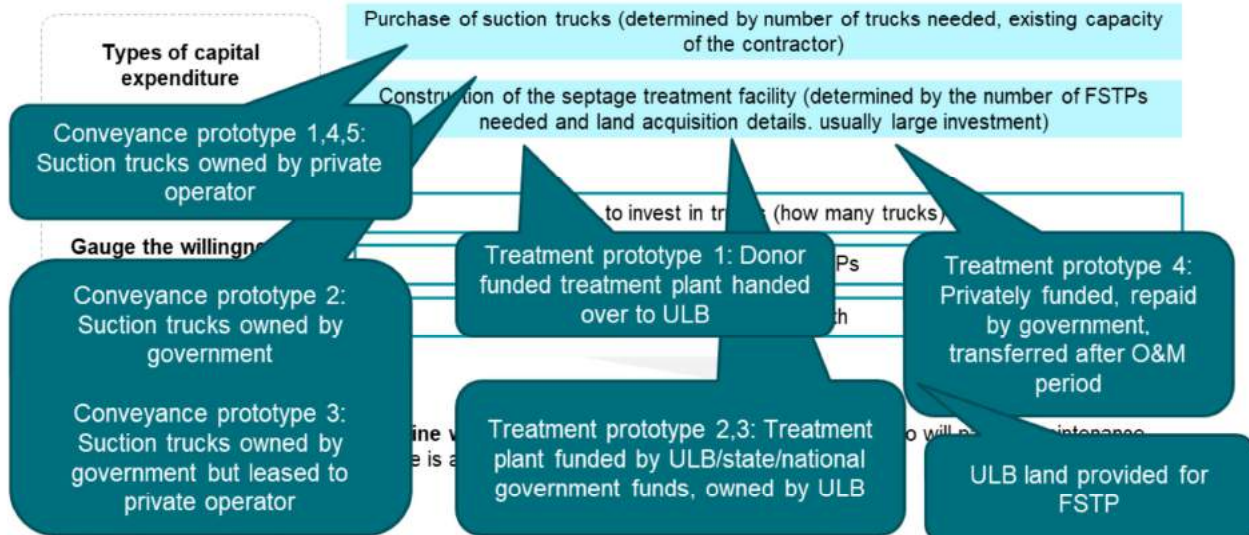 Purchase of suction trucks (determined by number of trucks needed, existing capacity
of the contractor)
Types of capital
expenditure
Construction of the septage treatment facility (determined by the number of FSTPs
needed and land acquisition details. usually large investment)
Conveyance prototype 1,4,5:
Suction trucks owned by private
operator
to invest in
(how many trucks)
Gauge the
Treatment prototype 1: Donor
funded treatment plant handed
over to ULB
Treatment prototype 4:
Privately funded, repaid
by government,
transferred after O&M
period
Conveyance prototype 2:
Suction trucks owned by
government
Conveyance prototype 3:
Suction trucks owned by
government but leased to
private operator
Treatment prototype 2,3: Treatment
plant funded by ULB/state/national
government funds, owned by ULB
will
ULB land provided for
FSTP